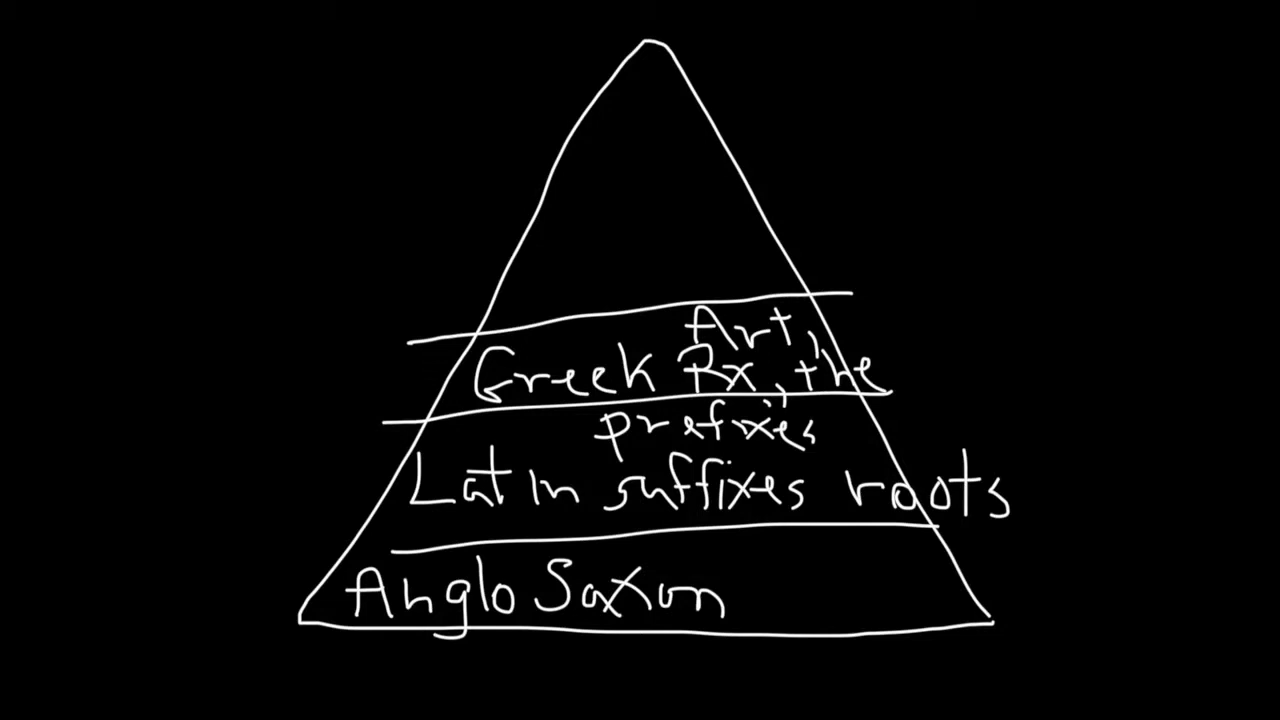 Art,
Greek Rx, the
prefixes
Latin suffixes roots
Anglo Saxon